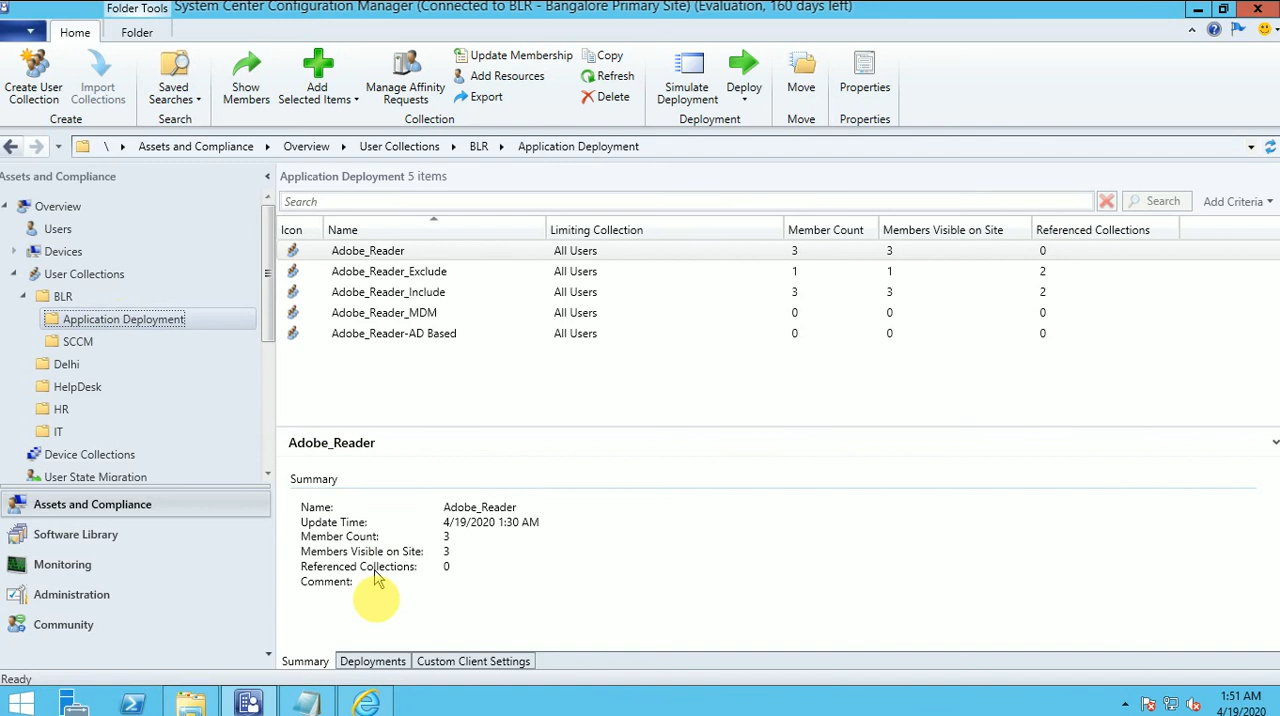 Folder Tools
System Center Configuration Manager (Connected to BLR - Bangalore Primary Site) (Evaluation, 160 days left)
Home
Folder
Create User Collection
Import Collections
Create
Saved Searches
Search
Show Members
Add Selected Items
Manage Affinity Requests
Update Membership
Add Resources
Export
Copy
Refresh
Delete
Collection
Simulate Deployment
Deploy
Deployment
Move
Move
Properties
Properties
\ Assets and Compliance Overview User Collections BLR Application Deployment
Assets and Compliance
Overview
Users
Devices
User Collections
BLR
Application Deployment
SCCM
Delhi
HelpDesk
HR
IT
Device Collections
User State Migration
Assets and Compliance
Software Library
Monitoring
Administration
Community
Application Deployment 5 items
Search
Search
Add Criteria
Icon Name Limiting Collection Member Count Members Visible on Site Referenced Collections
Adobe_Reader All Users 3 3 0
Adobe_Reader_Exclude All Users 1 1 2
Adobe_Reader_Include All Users 3 3 2
Adobe_Reader_MDM All Users 0 0 0
Adobe_Reader-AD Based All Users 0 0 0
Adobe_Reader
Summary
Name: Adobe_Reader
Update Time: 4/19/2020 1:30 AM
Member Count: 3
Members Visible on Site: 3
Referenced Collections: 0
Comment:
Summary Deployments Custom Client Settings
Ready
1:51 AM
4/19/2020